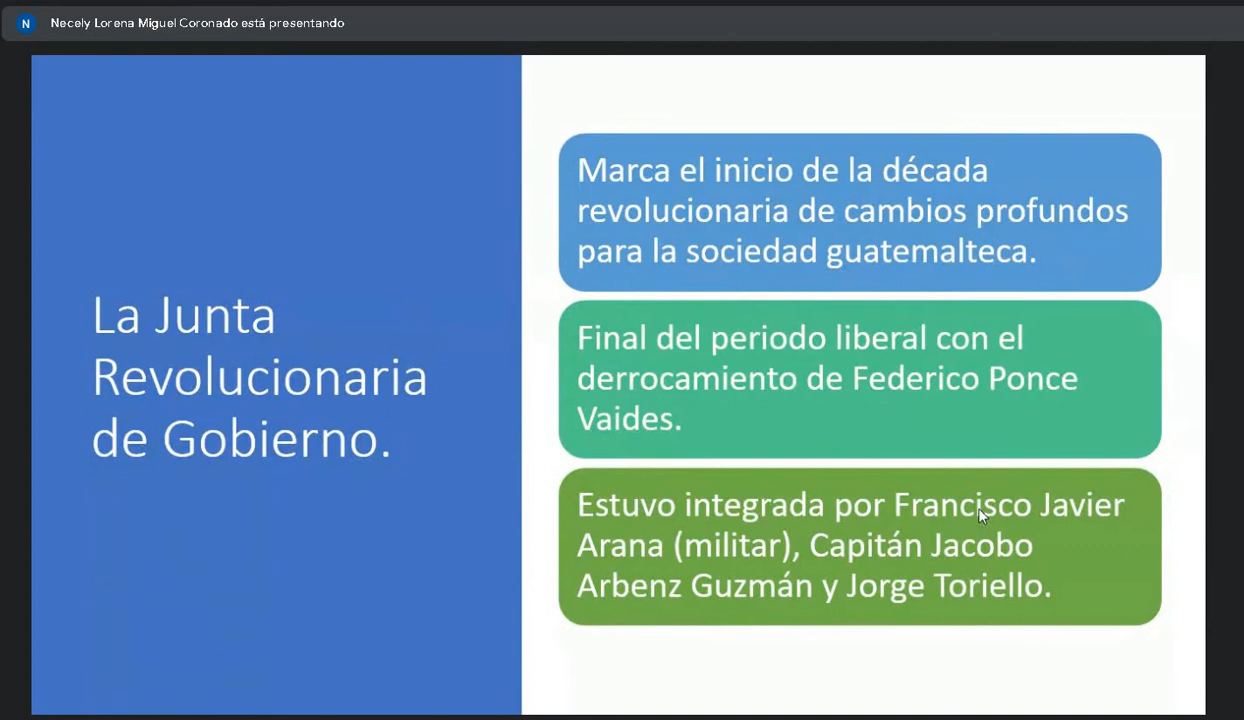 N
Necely Lorena Miguel Coronado está presentando
La Junta
Revolucionaria
de Gobierno.
Marca el inicio de la década
revolucionaria de cambios profundos
para la sociedad guatemalteca.
Final del periodo liberal con el
derrocamiento de Federico Ponce
Vaides.
Estuvo integrada por Francisco Javier
Arana (militar), Capitán Jacobo
Arbenz Guzmán y Jorge Toriello.